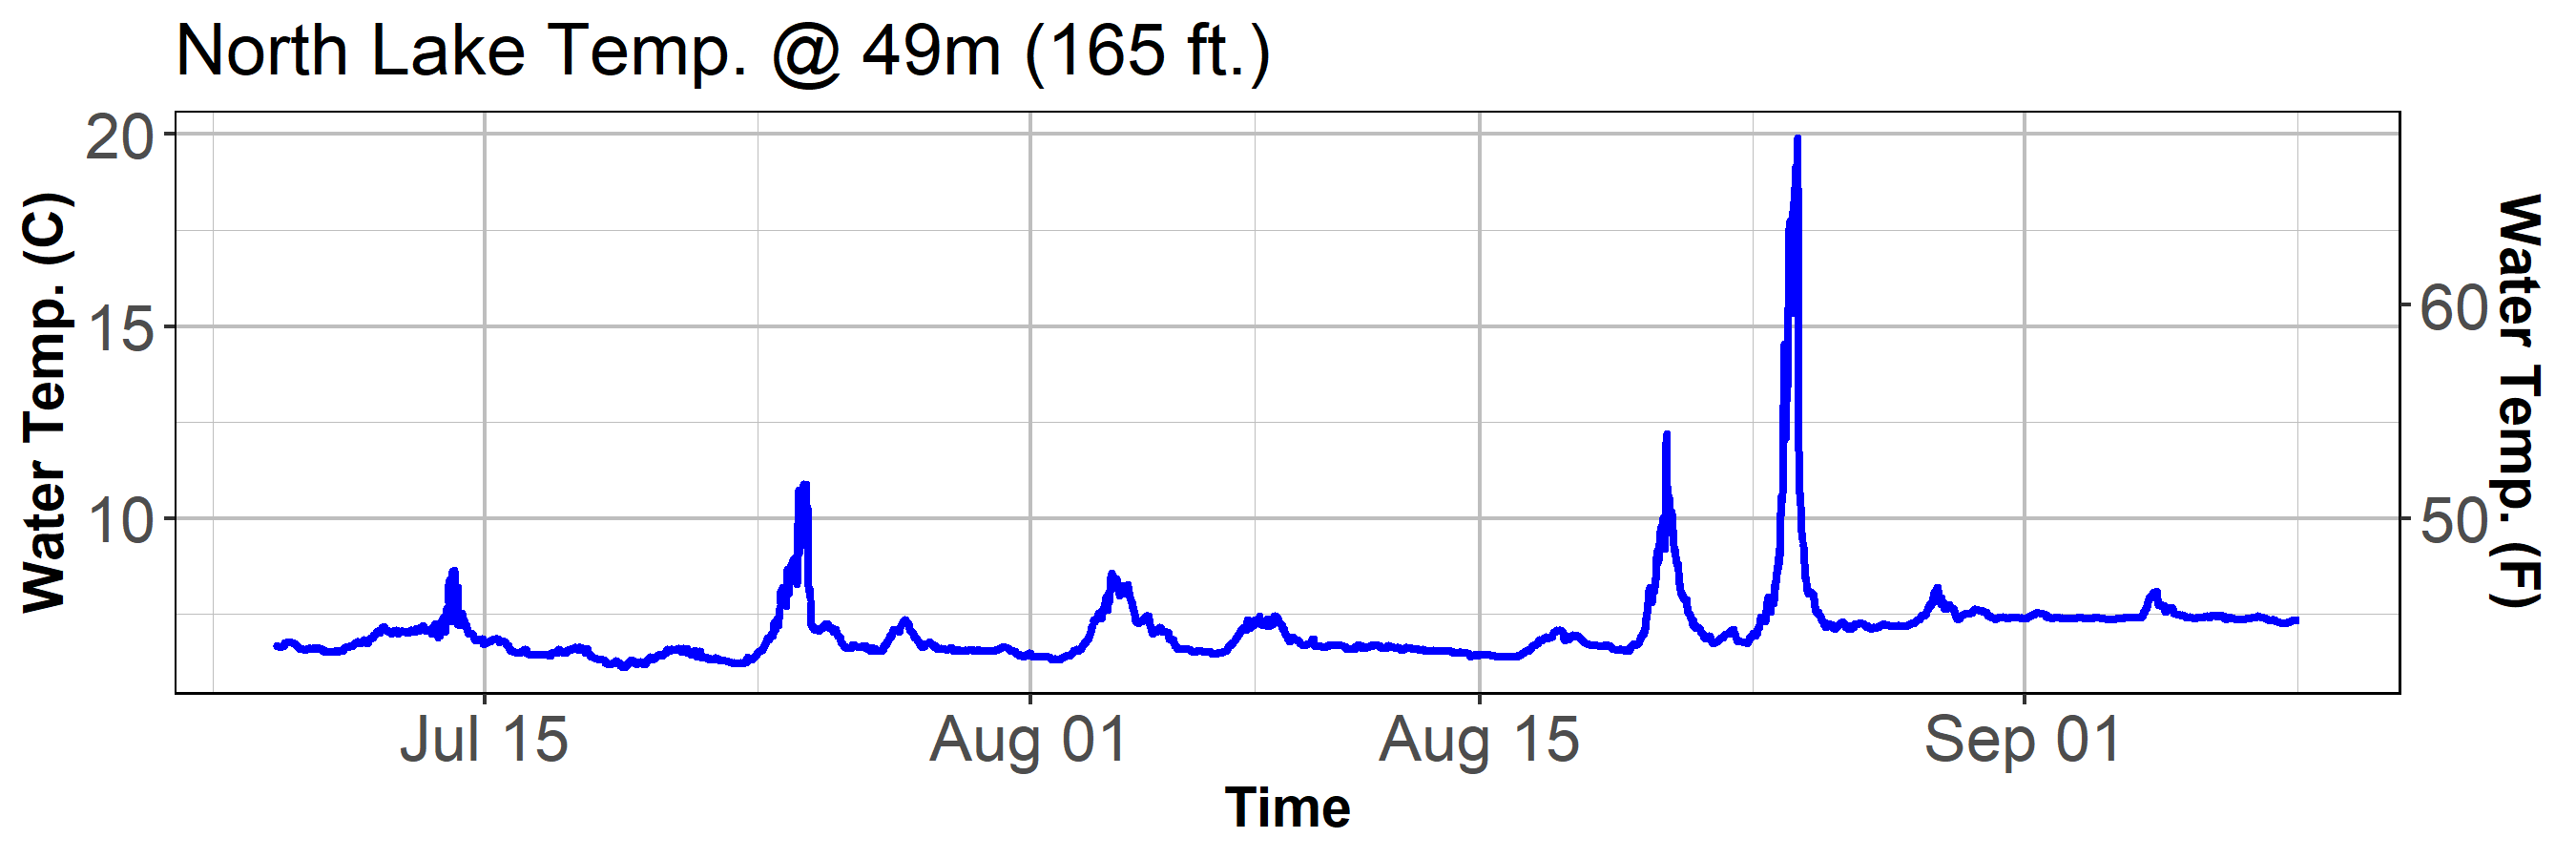 North Lake Temp. @ 49m (165 ft.)
Water Temp. (C)
20
15
10
60
50
Water Temp. (F)
Jul 15 Aug 01 Aug 15 Sep 01
Time